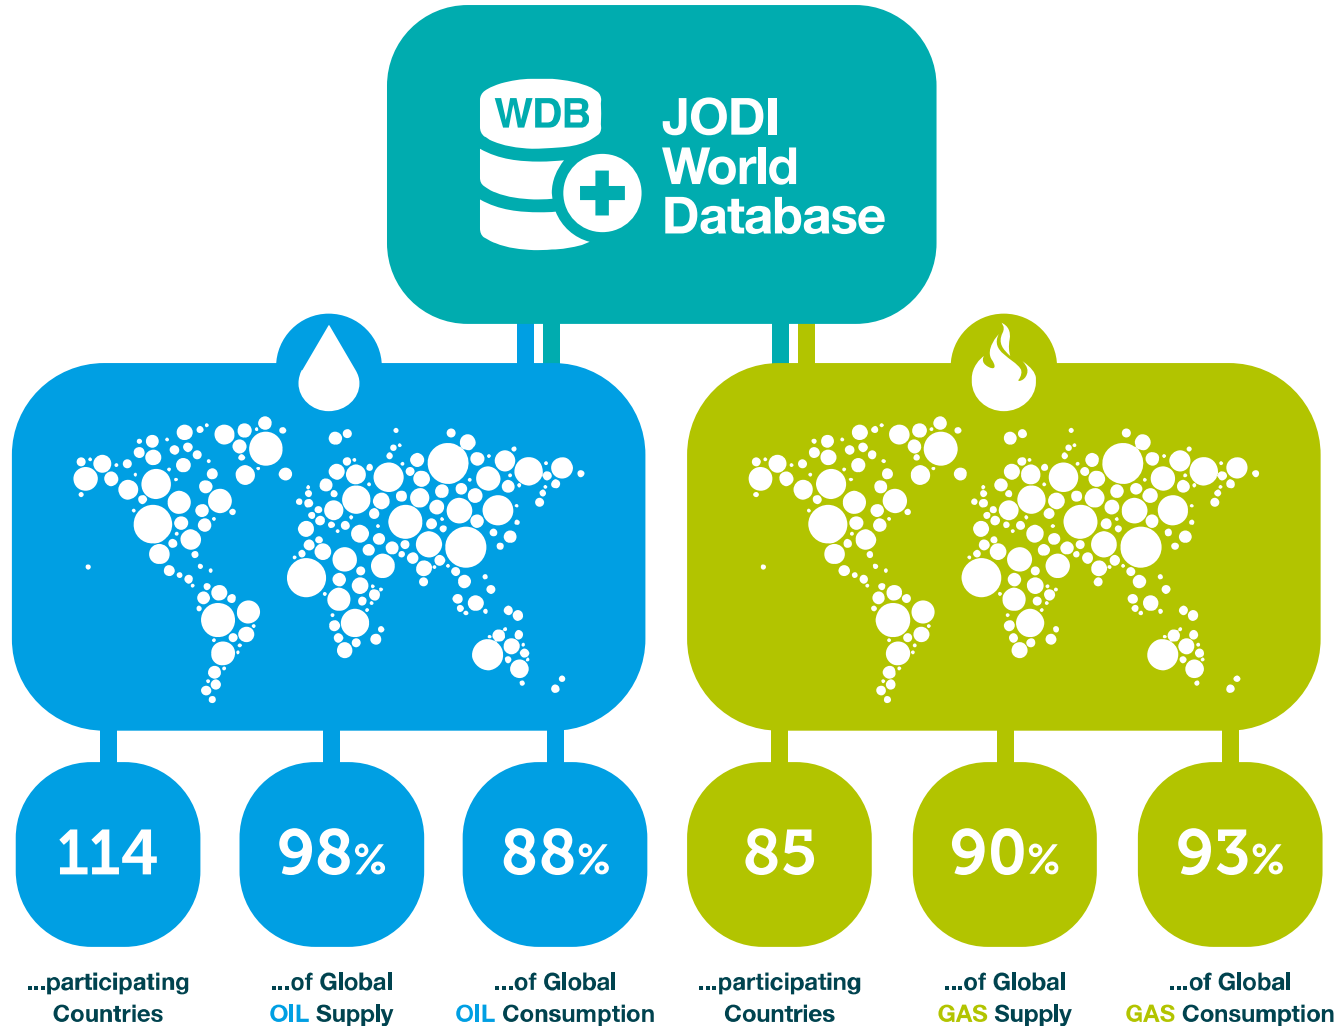 WDB
JODI
World
Database
114
...participating
Countries
98%
...of Global
OIL Supply
88%
...of Global
OIL Consumption
85
...participating
Countries
90%
...of Global
GAS Supply
93%
...of Global
GAS Consumption